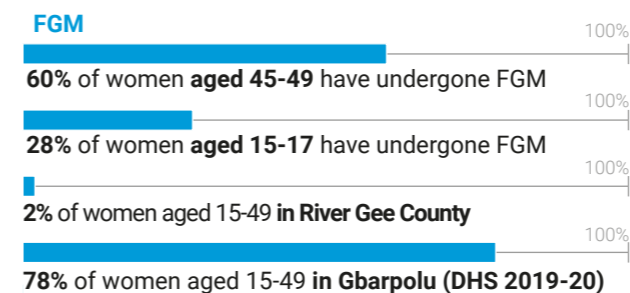 FGM
100%
60% of women aged 45-49 have undergone FGM
100%
28% of women aged 15-17 have undergone FGM
100%
2% of women aged 15-49 in River Gee County
100%
78% of women aged 15-49 in Gbarpolu (DHS 2019-20)